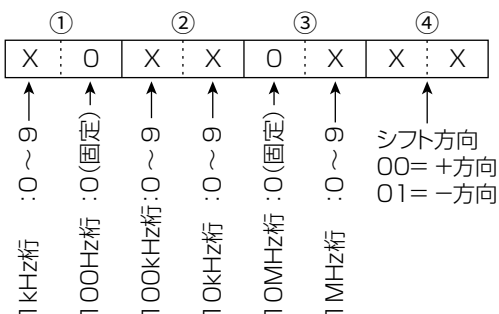 ① ② ③ ④
X 0 X X 0 X X X
1kHz桁 :0~9
100Hz桁 :0(固定)
100kHz桁 :0~9
10kHz桁 :0~9
10MHz桁 :0(固定)
1MHz桁 :0~9
シフト方向
00= +方向
01= −方向